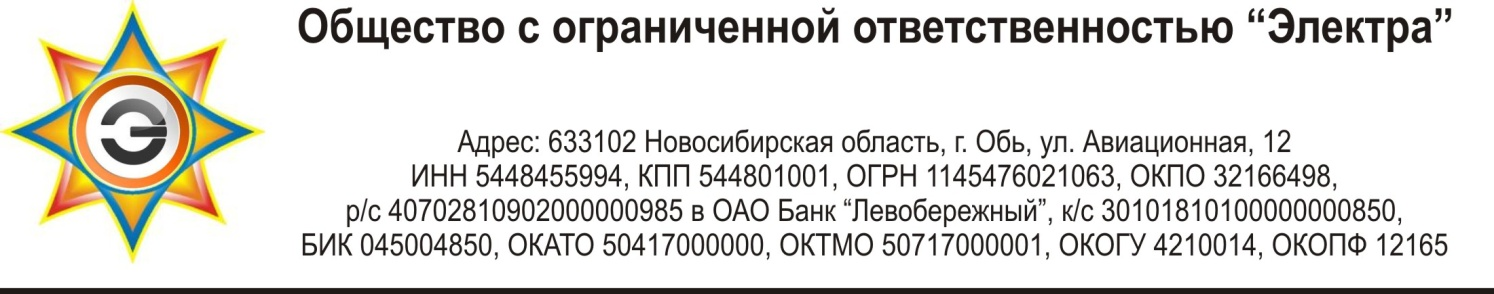 Общество с ограниченной ответственностью “Электра”
Э
Адрес: 633102 Новосибирская область, г. Обь, ул. Авиационная, 12
ИНН 5448455994, КПП 544801001, ОГРН 1145476021063, ОКПО 32166498,
р/с 40702810902000000985 в ОАО Банк “Левобережный”, к/с 30101810100000000850,
БИК 045004850, ОКАТО 50417000000, ОКТМО 50717000001, ОКОГУ 4210014, ОКОПФ 12165